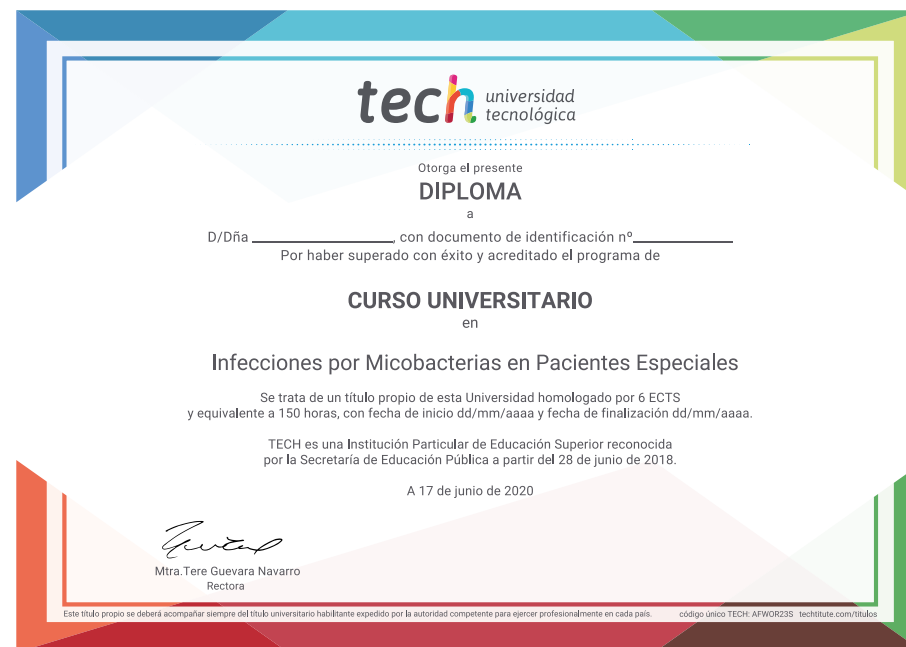 tech universidad
tecnológica
Otorga el presente
DIPLOMA
a
D/Dña ____________________, con documento de identificación nº______________
Por haber superado con éxito y acreditado el programa de
CURSO UNIVERSITARIO
en
Infecciones por Micobacterias en Pacientes Especiales
Se trata de un título propio de esta Universidad homologado por 6 ECTS
y equivalente a 150 horas, con fecha de inicio dd/mm/aaaa y fecha de finalización dd/mm/aaaa.
TECH es una Institución Particular de Educación Superior reconocida
por la Secretaría de Educación Pública a partir del 28 de junio de 2018.
A 17 de junio de 2020
Mtra.Tere Guevara Navarro
Rectora
Este título propio se deberá acompañar siempre del título universitario habilitante expedido por la autoridad competente para ejercer profesionalmente en cada país. código único TECH: AFWOR23S techtitute.com/titulos